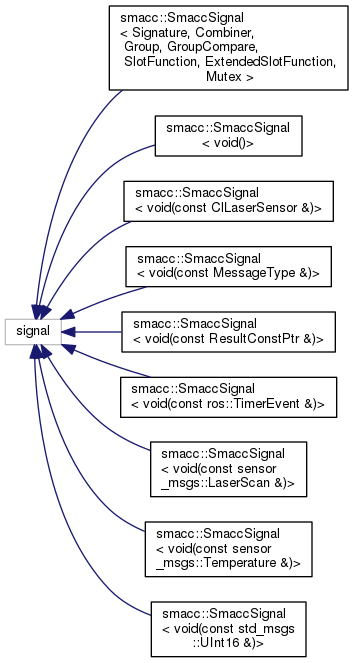 smacc::SmaccSignal
< Signature, Combiner,
Group, GroupCompare,
SlotFunction, ExtendedSlotFunction,
Mutex >
smacc::SmaccSignal
< void()>
smacc::SmaccSignal
< void(const ClLaserSensor &)>
smacc::SmaccSignal
< void(const MessageType &)>
signal
smacc::SmaccSignal
< void(const ResultConstPtr &)>
smacc::SmaccSignal
< void(const ros::TimerEvent &)>
smacc::SmaccSignal
< void(const sensor
_msgs::LaserScan &)>
smacc::SmaccSignal
< void(const sensor
_msgs::Temperature &)>
smacc::SmaccSignal
< void(const std_msgs
::UInt16 &)>